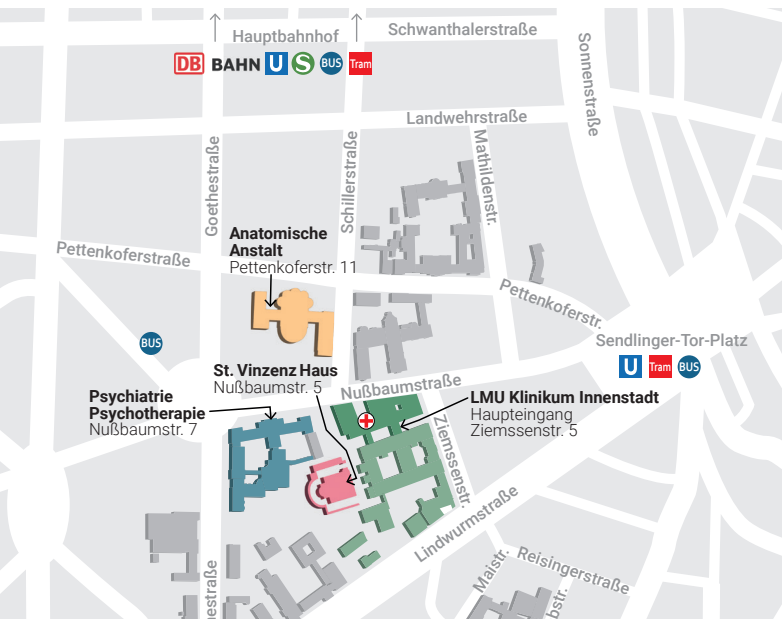 Hauptbahnhof
Schwanthalerstraße
DB BAHN U S BUS Tram
Sonnenstraße
Landwehrstraße
Mathildenstr.
Goethestraße
Schillerstraße
Anatomische
Anstalt
Pettenkoferstr. 11
Pettenkoferstraße
Pettenkoferstr.
BUS
Sendlinger-Tor-Platz
U Tram BUS
St. Vinzenz Haus
Nußbaumstr. 5
Nußbaumstraße
Psychiatrie
Psychotherapie
Nußbaumstr. 7
LMU Klinikum Innenstadt
Haupteingang
Ziemssenstr. 5
Ziemssenstr.
Lindwurmstraße
Maistr.
Reisingerstraße
estraße
bstr.